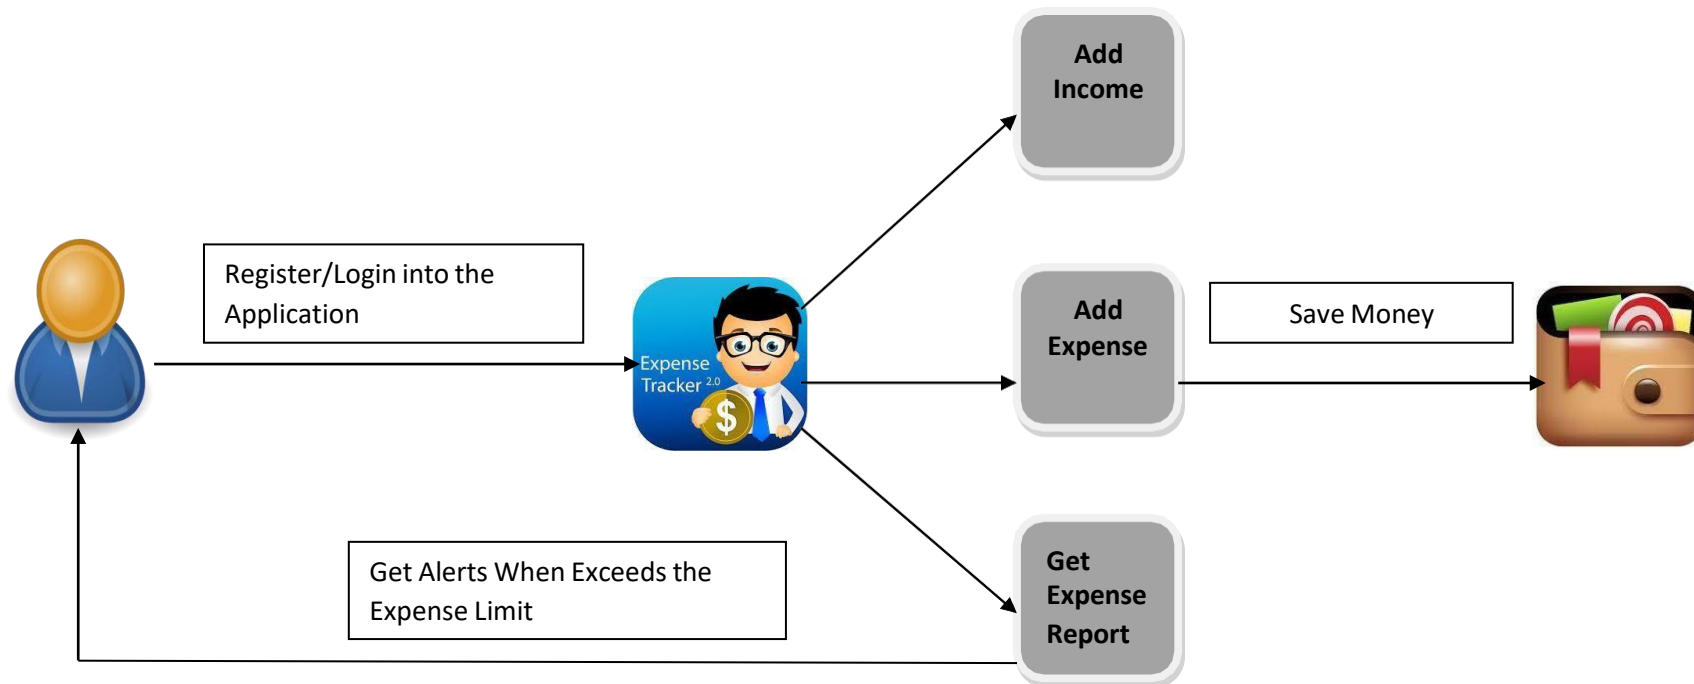 Add
Income
Register/Login into the
Application
Expense
Tracker 2.0
$
Add
Expense
Save Money
Get Alerts When Exceeds the
Expense Limit
Get
Expense
Report